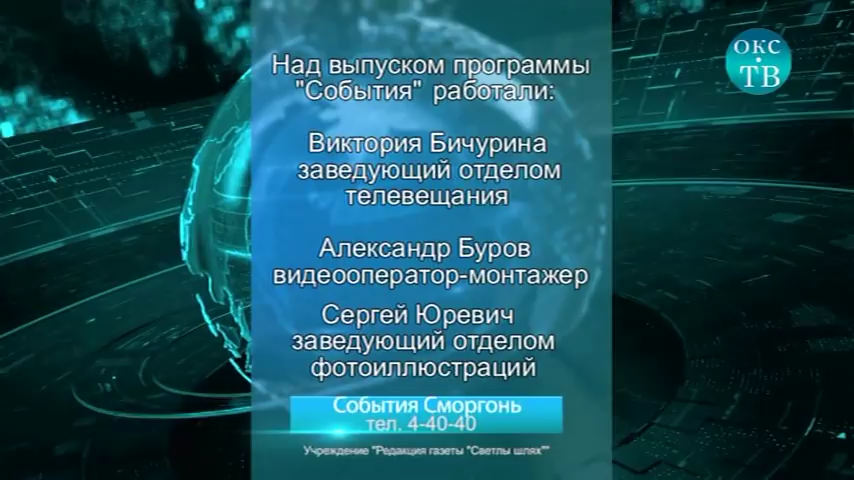 ОКС
ТВ
Над выпуском программы
"События" работали:
Виктория Бичурина
заведующий отделом
телевещания
Александр Буров
видеооператор-монтажер
Сергей Юревич
заведующий отделом
фотоиллюстраций
События Сморгонь
тел. 4-40-40
Учреждение "Редакция газеты "Светлы шлях""